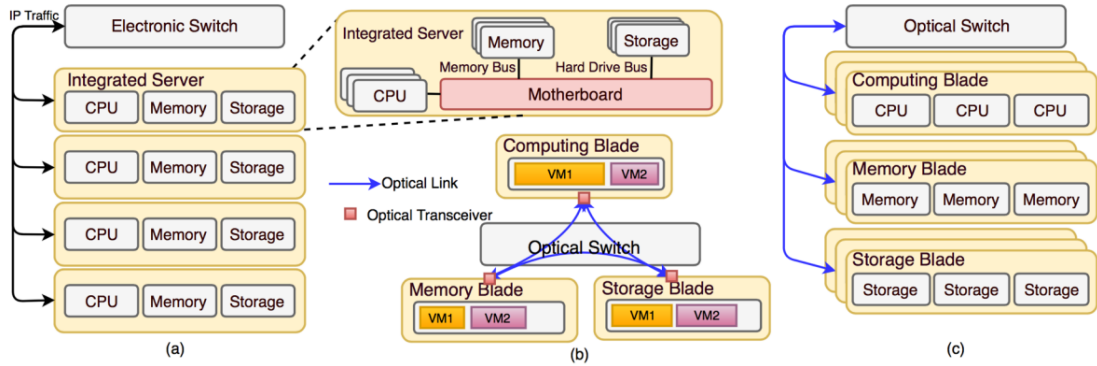 IP Traffic
Electronic Switch
Integrated Server
CPU Memory Storage
CPU Memory Storage
CPU Memory Storage
CPU Memory Storage
(a)
Integrated Server
Memory
Storage
Memory Bus
Hard Drive Bus
CPU
Motherboard
Optical Link
Optical Transceiver
Computing Blade
VM1 VM2
Optical Switch
Memory Blade
VM1 VM2
Storage Blade
VM1 VM2
(b)
Optical Switch
Computing Blade
CPU CPU CPU
Memory Blade
Memory Memory Memory
Storage Blade
Storage Storage Storage
(c)